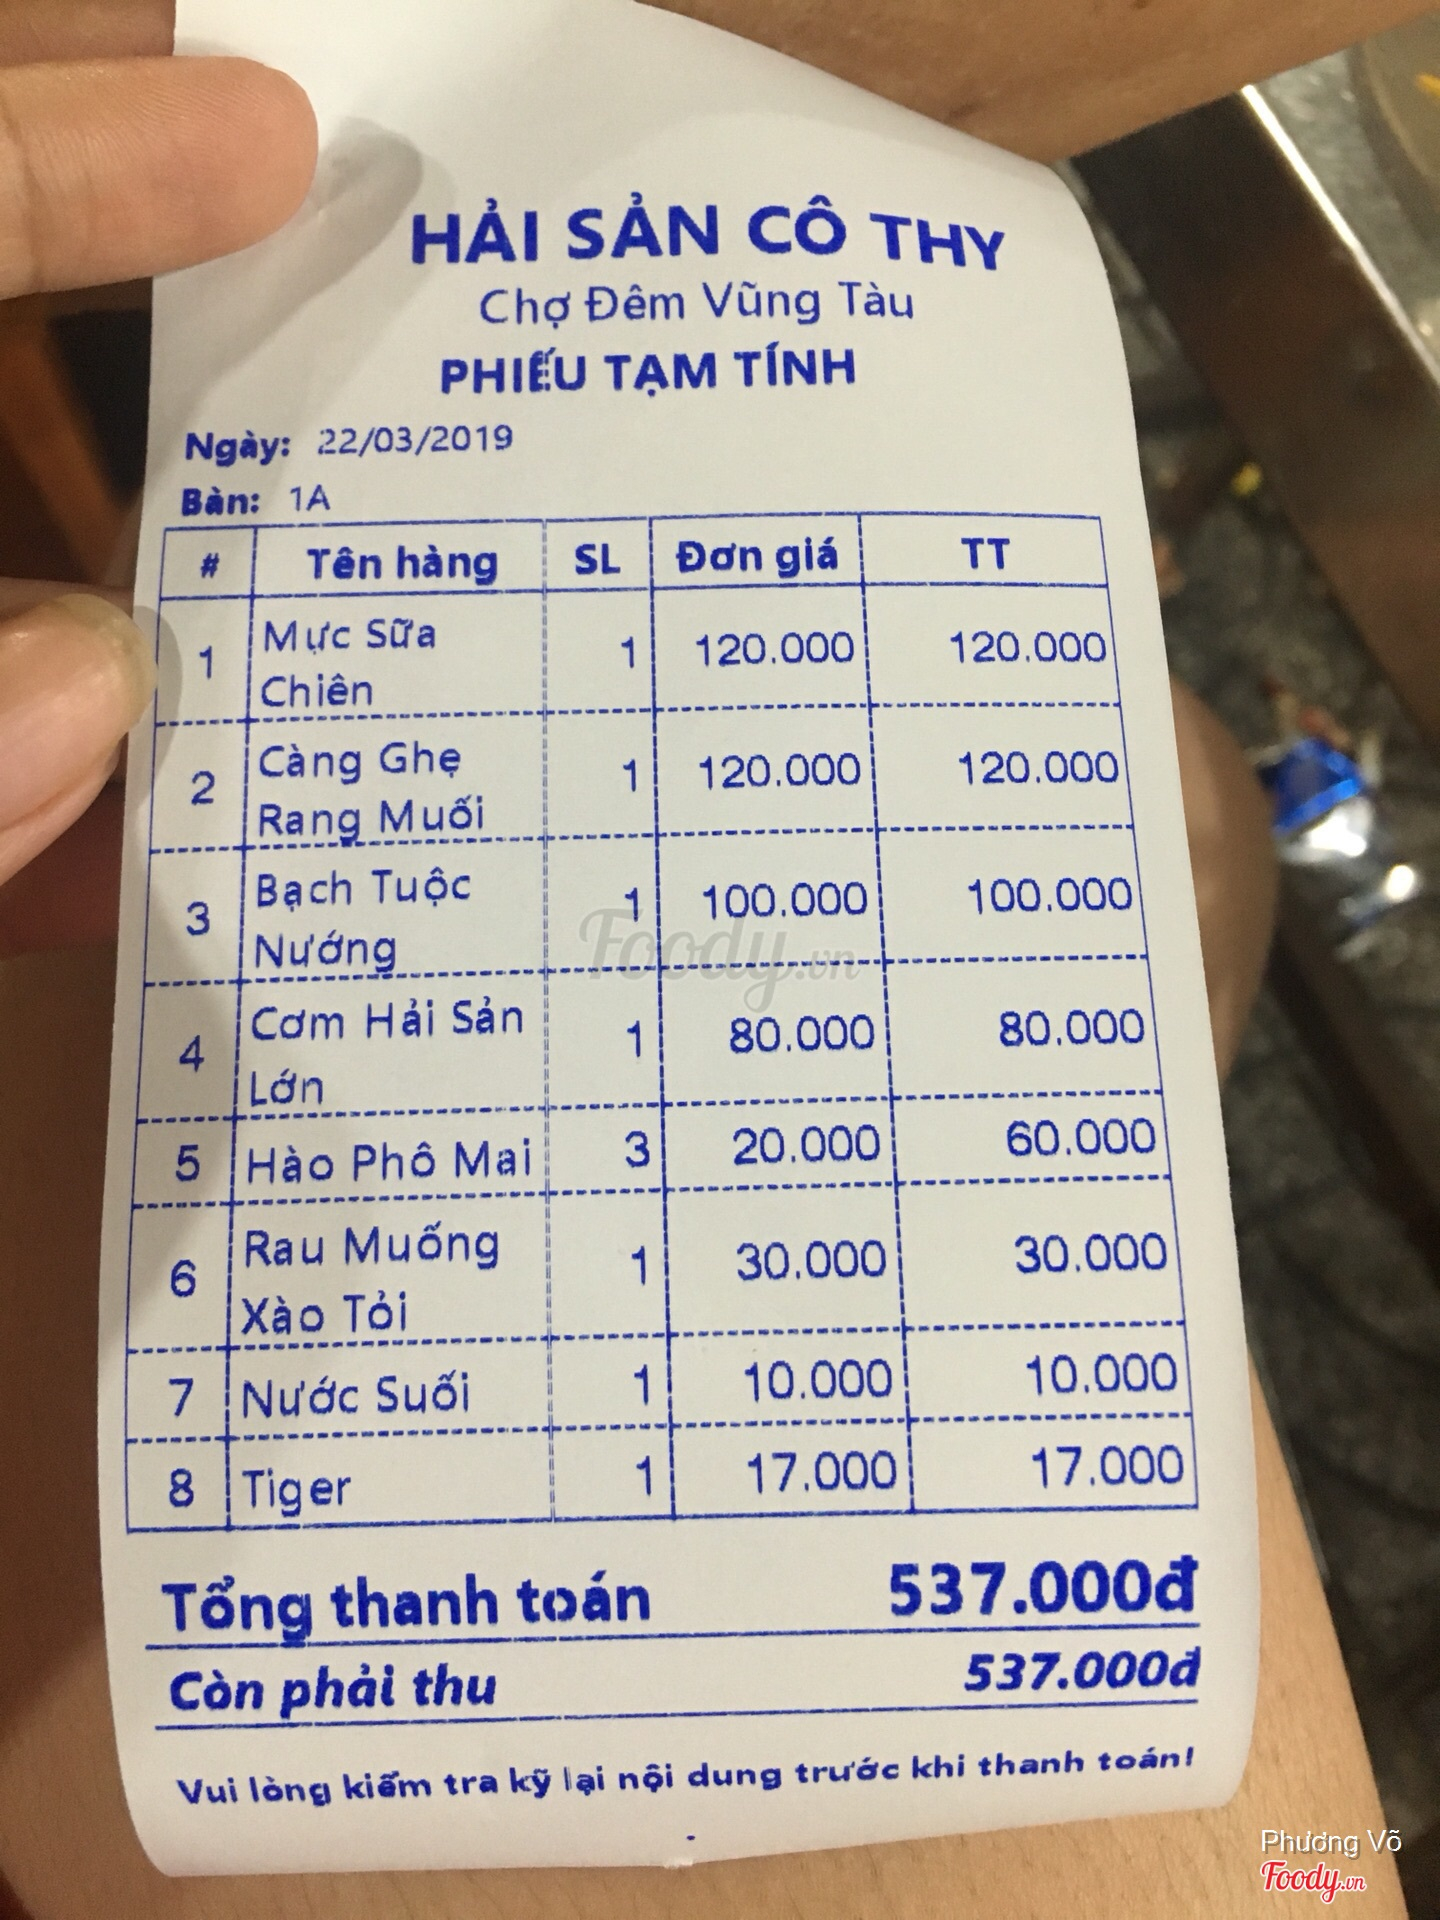 HẢI SẢN CÔ THY
Chợ Đêm Vũng Tàu
PHIẾU TẠM TÍNH
Ngày: 22/03/2019
Bàn: 1A
# Tên hàng SL Đơn giá TT
1 Mực Sữa 1 120.000 120.000
Chiên
2 Càng Ghẹ 1 120.000 120.000
Rang Muối
3 Bạch Tuộc 1 100.000 100.000
Nướng
4 Cơm Hải Sản 1 80.000 80.000
Lớn
5 Hào Phô Mai 3 20.000 60.000
6 Rau Muống 1 30.000 30.000
Xào Tỏi
7 Nước Suối 1 10.000 10.000
8 Tiger 1 17.000 17.000
Tổng thanh toán 537.000đ
Còn phải thu 537.000đ
Vui lòng kiểm tra kỹ lại nội dung trước khi thanh toán!
Foody.vn
Phương Võ
Foody.vn